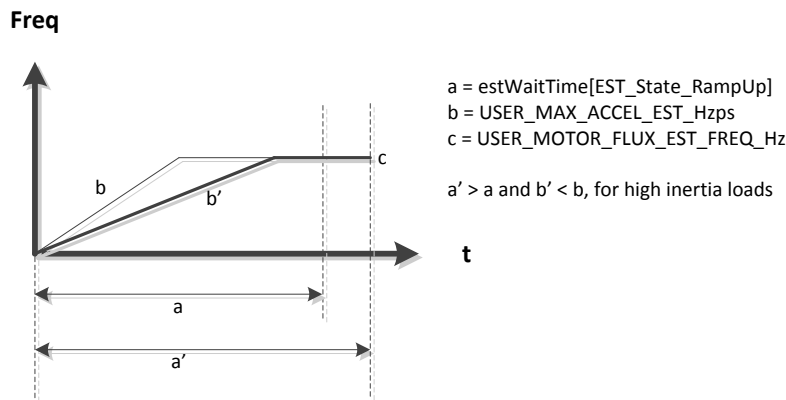 Freq
a = estWaitTime[EST_State_RampUp]
b = USER_MAX_ACCEL_EST_Hzps
c = USER_MOTOR_FLUX_EST_FREQ_Hz
a’ > a and b’ < b, for high inertia loads
c
b
b’
t
a
a’